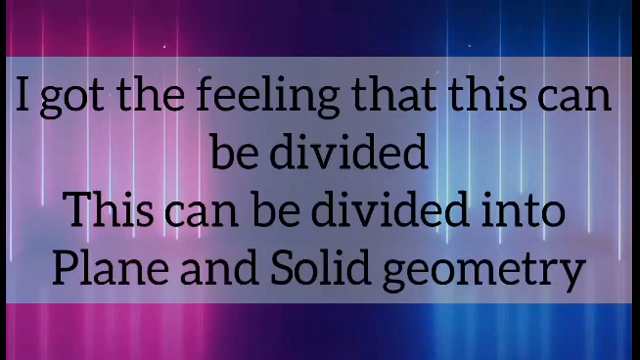 I got the feeling that this can
be divided
This can be divided into
Plane and Solid geometry